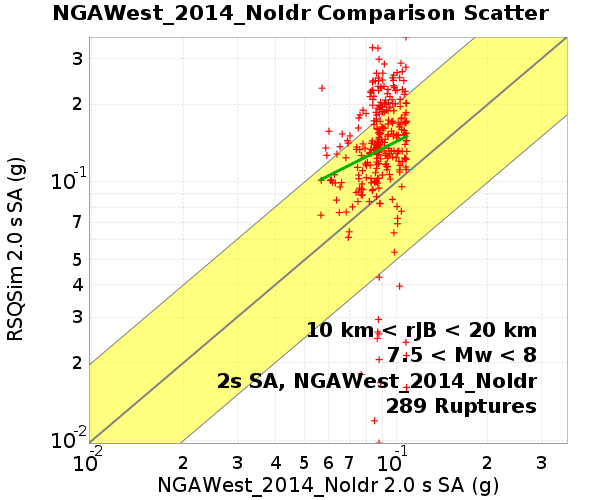 NGAWest_2014_NoIdr Comparison Scatter
RSQSim 2.0 s SA (g)
3
2
10^-1
7
5
4
3
2
10^-2
10 km < rJB < 20 km
7.5 < Mw < 8
2s SA, NGAWest_2014_NoIdr
289 Ruptures
10^-2 2 3 4 5 6 7 10^-1 2 3
NGAWest_2014_NoIdr 2.0 s SA (g)